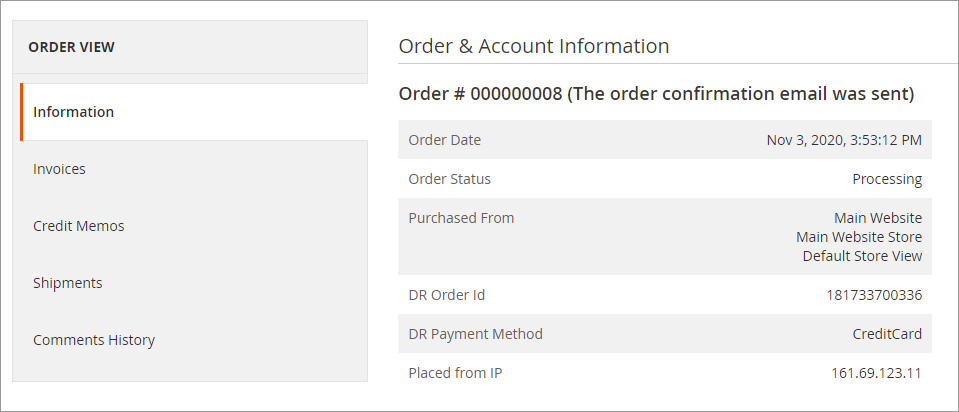 ORDER VIEW
Information
Invoices
Credit Memos
Shipments
Comments History
Order & Account Information
Order # 000000008 (The order confirmation email was sent)
Order Date Nov 3, 2020, 3:53:12 PM
Order Status Processing
Purchased From Main Website
Main Website Store
Default Store View
DR Order Id 181733700336
DR Payment Method CreditCard
Placed from IP 161.69.123.11